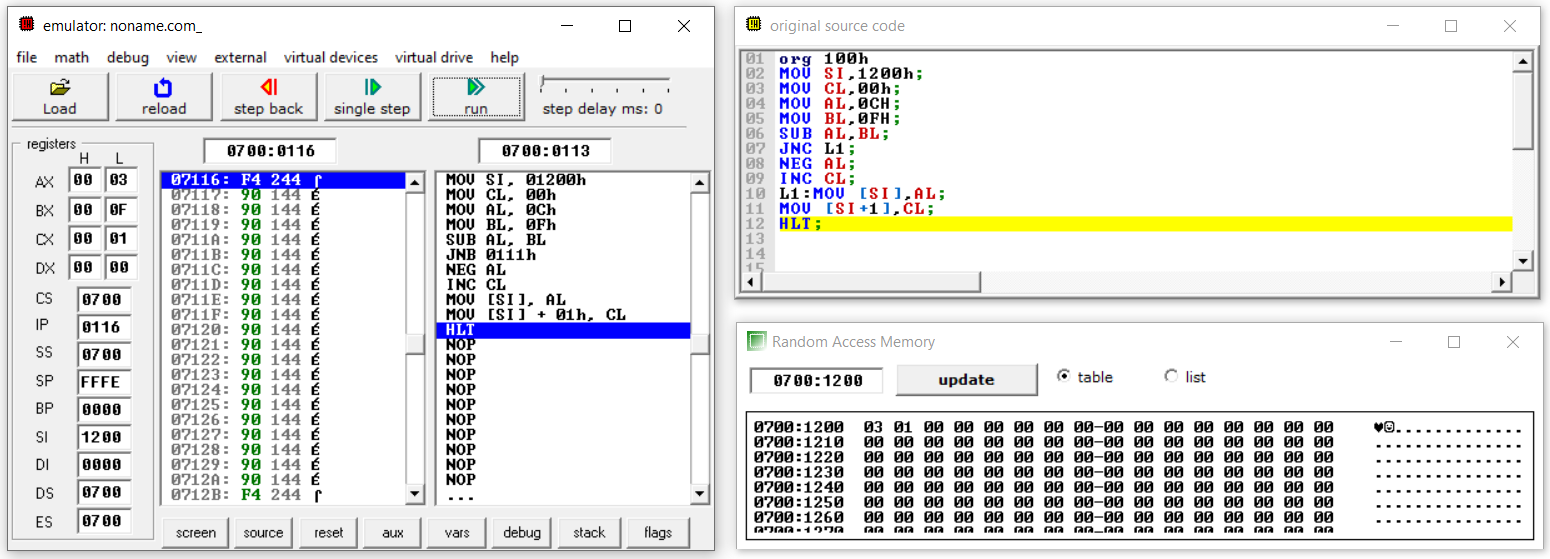 emulator: noname.com_
file math debug view external virtual devices virtual drive help
Load reload step back single step run step delay ms: 0
registers
H L
AX 00 03
BX 00 0F
CX 00 01
DX 00 00
CS 0700
IP 0116
SS 0700
SP FFFE
BP 0000
SI 1200
DI 0000
DS 0700
ES 0700
0700:0116
07116: F4 244 ⌠
07117: 90 144 É
07118: 90 144 É
07119: 90 144 É
0711A: 90 144 É
0711B: 90 144 É
0711C: 90 144 É
0711D: 90 144 É
0711E: 90 144 É
0711F: 90 144 É
07120: 90 144 É
07121: 90 144 É
07122: 90 144 É
07123: 90 144 É
07124: 90 144 É
07125: 90 144 É
07126: 90 144 É
07127: 90 144 É
07128: 90 144 É
07129: 90 144 É
0712A: 90 144 É
0712B: F4 244 ⌠
0700:0113
MOV SI, 01200h
MOV CL, 00h
MOV AL, 0Ch
MOV BL, 0Fh
SUB AL, BL
JNB 0111h
NEG AL
INC CL
MOV [SI], AL
MOV [SI] + 01h, CL
HLT
NOP
NOP
NOP
NOP
NOP
NOP
NOP
NOP
NOP
NOP
...
screen source reset aux vars debug stack flags
original source code
01 org 100h
02 MOV SI,1200h;
03 MOV CL,00h;
04 MOV AL,0CH;
05 MOV BL,0FH;
06 SUB AL,BL;
07 JNC L1;
08 NEG AL;
09 INC CL;
10 L1:MOV [SI],AL;
11 MOV [SI+1],CL;
12 HLT;
13
14
15
Random Access Memory
0700:1200 update table list
0700:1200 03 01 00 00 00 00 00 00-00 00 00 00 00 00 00 00 ♥☺..............
0700:1210 00 00 00 00 00 00 00 00-00 00 00 00 00 00 00 00 ................
0700:1220 00 00 00 00 00 00 00 00-00 00 00 00 00 00 00 00 ................
0700:1230 00 00 00 00 00 00 00 00-00 00 00 00 00 00 00 00 ................
0700:1240 00 00 00 00 00 00 00 00-00 00 00 00 00 00 00 00 ................
0700:1250 00 00 00 00 00 00 00 00-00 00 00 00 00 00 00 00 ................
0700:1260 00 00 00 00 00 00 00 00-00 00 00 00 00 00 00 00 ................
0700:1270 00 00 00 00 00 00 00 00-00 00 00 00 00 00 00 00